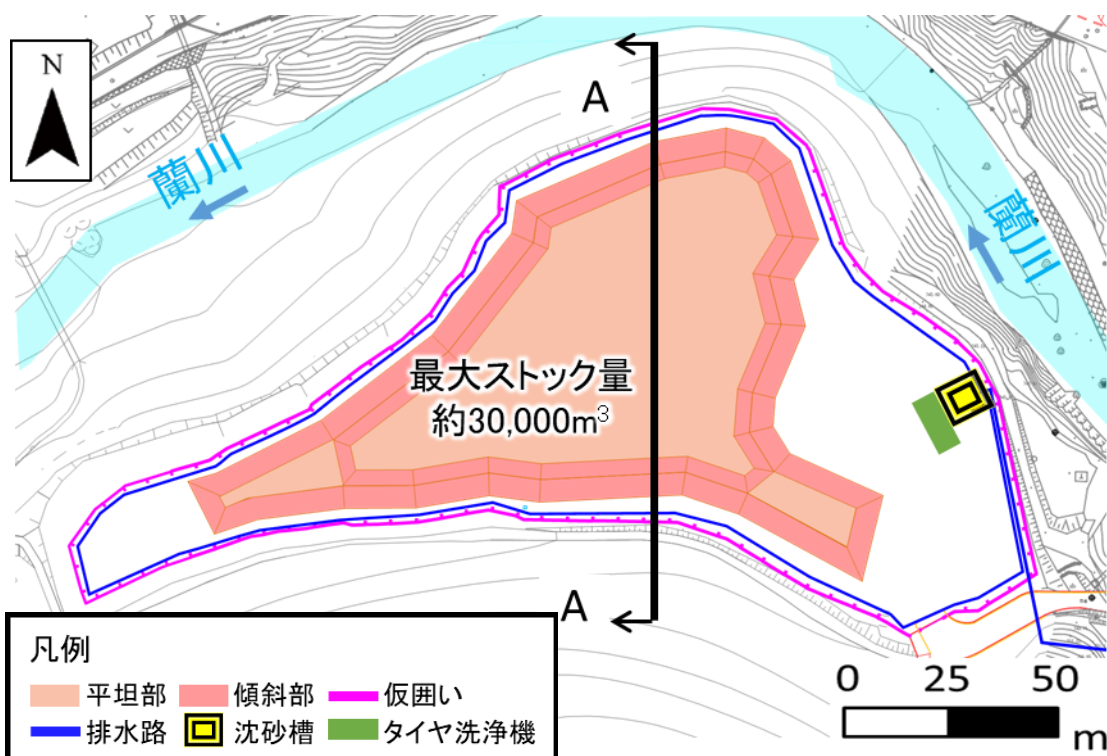 N
A
蘭川
蘭川
最大ストック量
約30,000m³
A
凡例
平坦部 傾斜部 仮囲い
排水路 沈砂槽 タイヤ洗浄機
0 25 50
m